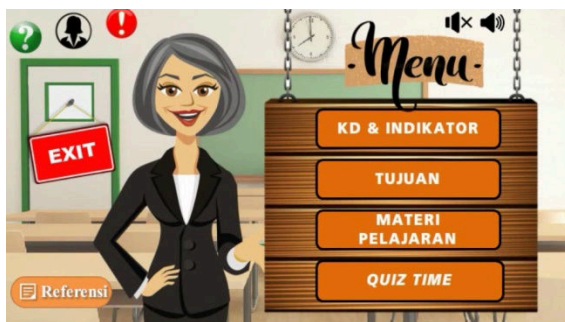 ?
!
Menu
EXIT
KD & INDIKATOR
TUJUAN
MATERI
PELAJARAN
QUIZ TIME
Referensi